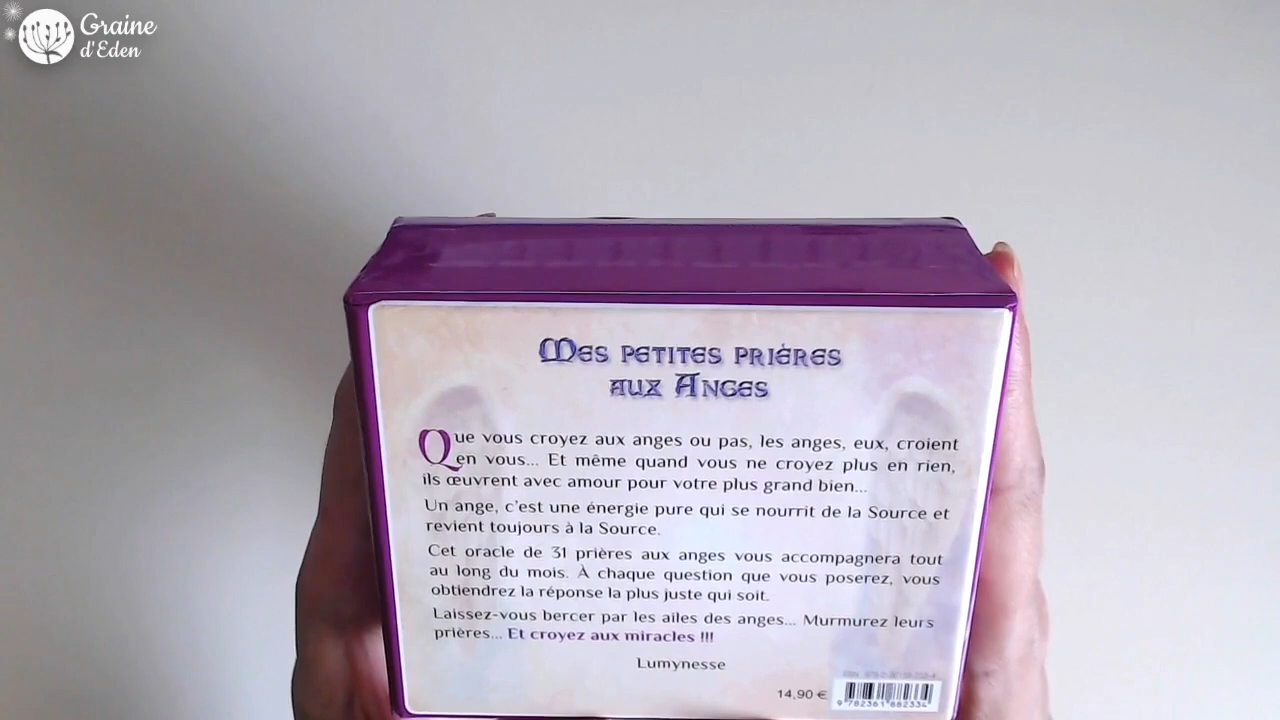 Graine
d'Eden
Mes petites prières
aux Anges
Que vous croyez aux anges ou pas, les anges, eux, croient
en vous... Et même quand vous ne croyez plus en rien,
ils œuvrent avec amour pour votre plus grand bien...
Un ange, c'est une énergie pure qui se nourrit de la Source et
revient toujours à la Source.
Cet oracle de 31 prières aux anges vous accompagnera tout
au long du mois. À chaque question que vous poserez, vous
obtiendrez la réponse la plus juste qui soit.
Laissez-vous bercer par les ailes des anges... Murmurez leurs
prières... Et croyez aux miracles !!!
Lumynesse
14,90 €
9 782361 882334